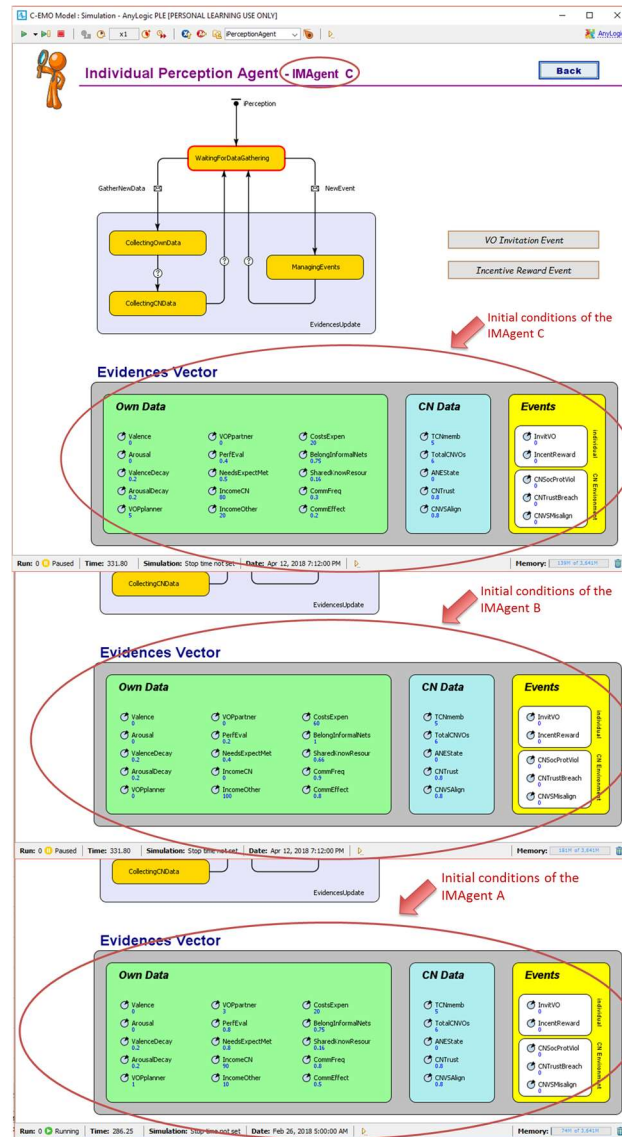 C-EMO Model : Simulation - AnyLogic PLE [PERSONAL LEARNING USE ONLY]
x1 iPerceptionAgent AnyLogic
Individual Perception Agent - IMAgent C
Back
iPerception
WaitingForDataGathering
GatherNewData
NewEvent
CollectingOwnData
ManagingEvents
CollectingCNData
EvidencesUpdate
VO Invitation Event
Incentive Reward Event
Initial conditions of the
IMAgent C
Evidences Vector
Own Data CN Data Events
Valence VOPpartner CostsExpen TCNmemb InvitVO
0 0 20 5 0
Arousal PerfEval BelongInformalNets TotalCNVOs IncentReward
0 0.4 0.75 6 0
ValenceDecay NeedsExpectMet SharedKnowResour ANEState CNSocProtViol
0.2 0.5 0.16 0 0
ArousalDecay IncomeCN CommFreq CNTrust CNTrustBreach
0.2 80 0.3 0.8 0
VOPplanner IncomeOther CommEffect CNVSAlign CNVSMisalign
5 20 0.2 0.8 0
individual
CN Environment
Run: 0 Paused Time: 331.80 Simulation: Stop time not set Date: Apr 12, 2018 7:12:00 PM Memory:
CollectingCNData
EvidencesUpdate
Initial conditions of the
IMAgent B
Evidences Vector
Own Data CN Data Events
Valence VOPpartner CostsExpen TCNmemb InvitVO
0 0 60 5 0
Arousal PerfEval BelongInformalNets TotalCNVOs IncentReward
0 0.2 1 6 0
ValenceDecay NeedsExpectMet SharedKnowResour ANEState CNSocProtViol
0.2 0.4 0.66 0 0
ArousalDecay IncomeCN CommFreq CNTrust CNTrustBreach
0.2 0 0.9 0.8 0
VOPplanner IncomeOther CommEffect CNVSAlign CNVSMisalign
0 100 0.8 0.8 0
individual
CN Environment
Run: 0 Paused Time: 331.80 Simulation: Stop time not set Date: Apr 12, 2018 7:12:00 PM Memory:
CollectingCNData
EvidencesUpdate
Initial conditions of the
IMAgent A
Evidences Vector
Own Data CN Data Events
Valence VOPpartner CostsExpen TCNmemb InvitVO
0 3 20 5 0
Arousal PerfEval BelongInformalNets TotalCNVOs IncentReward
0 0.8 0.75 6 0
ValenceDecay NeedsExpectMet SharedKnowResour ANEState CNSocProtViol
0.2 0.8 0.16 0 0
ArousalDecay IncomeCN CommFreq CNTrust CNTrustBreach
0.2 90 0.8 0.8 0
VOPplanner IncomeOther CommEffect CNVSAlign CNVSMisalign
1 10 0.5 0.8 0
individual
CN Environment
Run: 0 Running Time: 286.25 Simulation: Stop time not set Date: Feb 26, 2018 5:00:00 AM Memory: